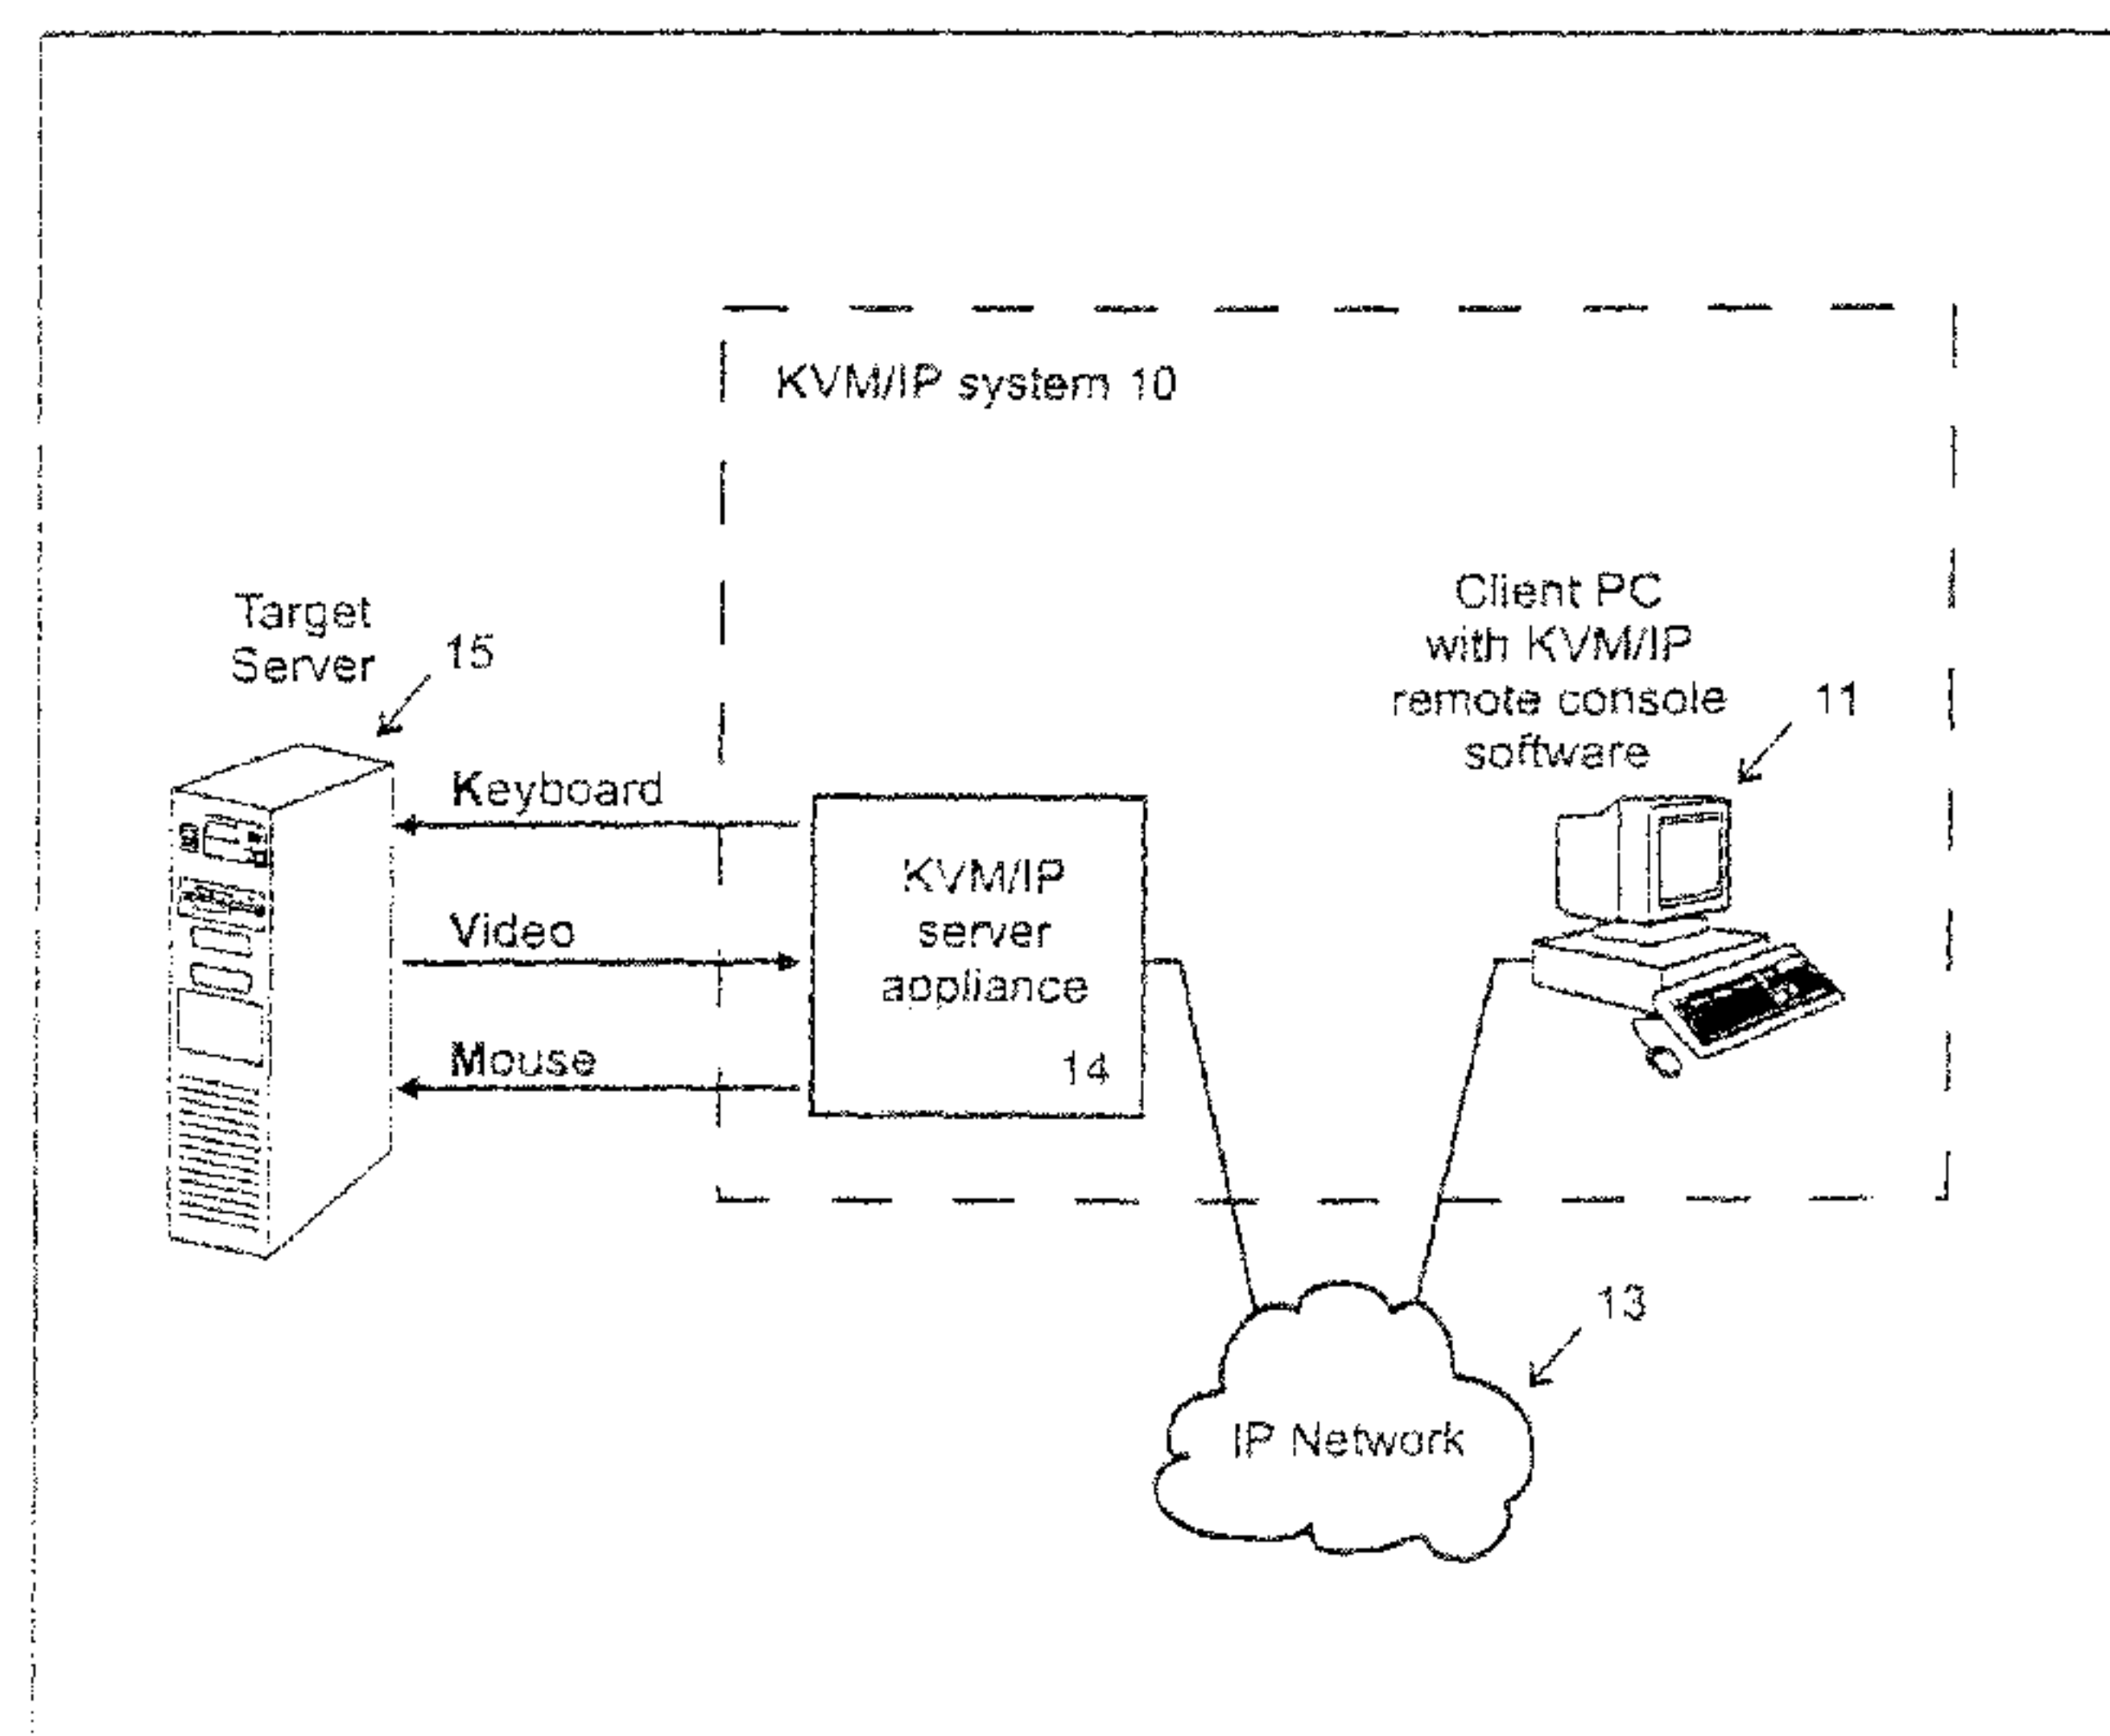 KVM/IP system 10
Target
Server
15
Client PC
with KVM/IP
remote console
software
11
Keyboard
Video
Mouse
KVM/IP
server
appliance
14
13
IP Network